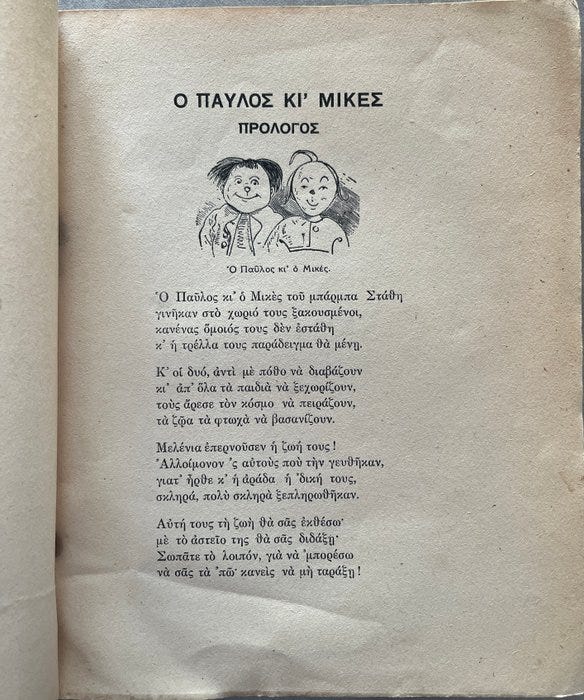 Ο ΠΑΥΛΟΣ ΚΙ' ΜΙΚΕΣ
ΠΡΟΛΟΓΟΣ
Ὁ Παῦλος κι' ὁ Μικές.
Ὁ Παῦλος κι' ὁ Μικὲς τοῦ μπάρμπα Στάθη
γινῆκαν στὸ χωριό τους ξακουσμένοι,
κανένας ὅμοιός τους δὲν ἐστάθη
κ' ἡ τρέλλα τους παράδειγμα θὰ μένῃ.
Κ' οἱ δυό, ἀντὶ μὲ πόθο νὰ διαβάζουν
κι' ἀπ' ὅλα τὰ παιδιὰ νὰ ξεχωρίζουν,
τοὺς ἄρεσε τὸν κόσμο νὰ πειράζουν,
τὰ ζῷα τὰ φτωχὰ νὰ βασανίζουν.
Μελένια ἐπερνοῦσεν ἡ ζωή τους!
Ἀλλοίμονον 'ς αὐτοὺς ποὺ τὴν γευθῆκαν,
γιατ' ἦρθε κ' ἡ ἀράδα ἡ 'δική τους,
σκληρά, πολὺ σκληρὰ ξεπληρωθῆκαν.
Αὐτή τους τὴ ζωὴ θὰ σᾶς ἐκθέσω·
μὲ τὸ ἀστεῖο της θὰ σᾶς διδάξῃ·
Σωπᾶτε τὸ λοιπόν, γιὰ νὰ 'μπορέσω
νὰ σᾶς τὰ 'πῶ· κανεὶς νὰ μὴ ταράξῃ!